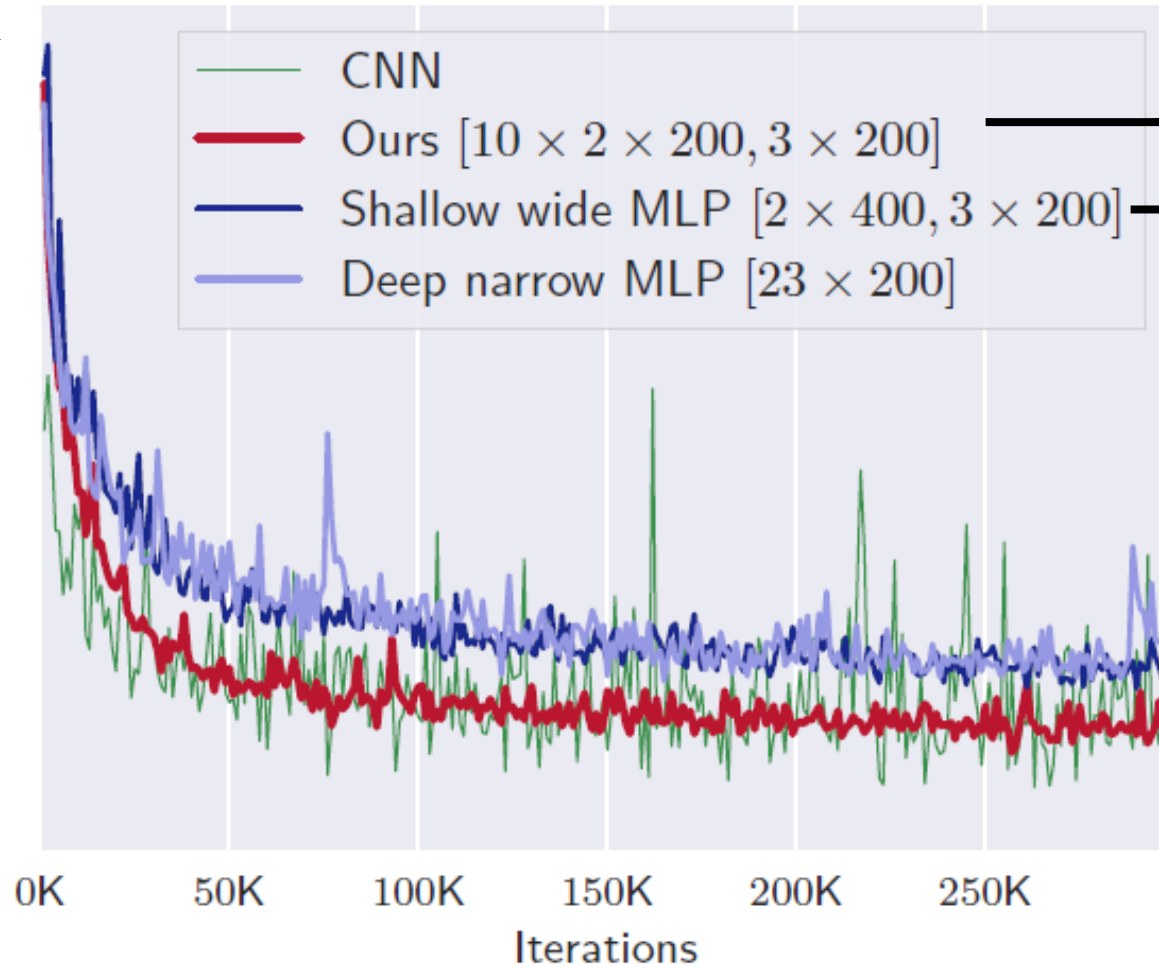 CNN
Ours [10 × 2 × 200, 3 × 200]
Shallow wide MLP [2 × 400, 3 × 200]
Deep narrow MLP [23 × 200]
0K 50K 100K 150K 200K 250K
Iterations